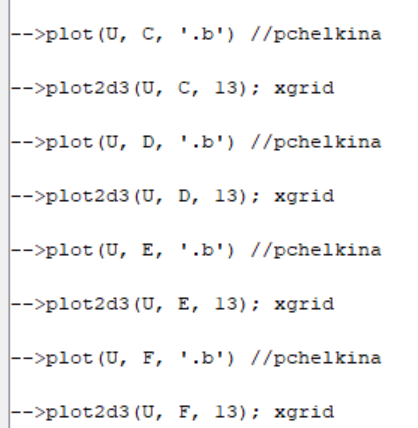 -->plot(U, C, '.b') //pchelkina
-->plot2d3(U, C, 13); xgrid
-->plot(U, D, '.b') //pchelkina
-->plot2d3(U, D, 13); xgrid
-->plot(U, E, '.b') //pchelkina
-->plot2d3(U, E, 13); xgrid
-->plot(U, F, '.b') //pchelkina
-->plot2d3(U, F, 13); xgrid